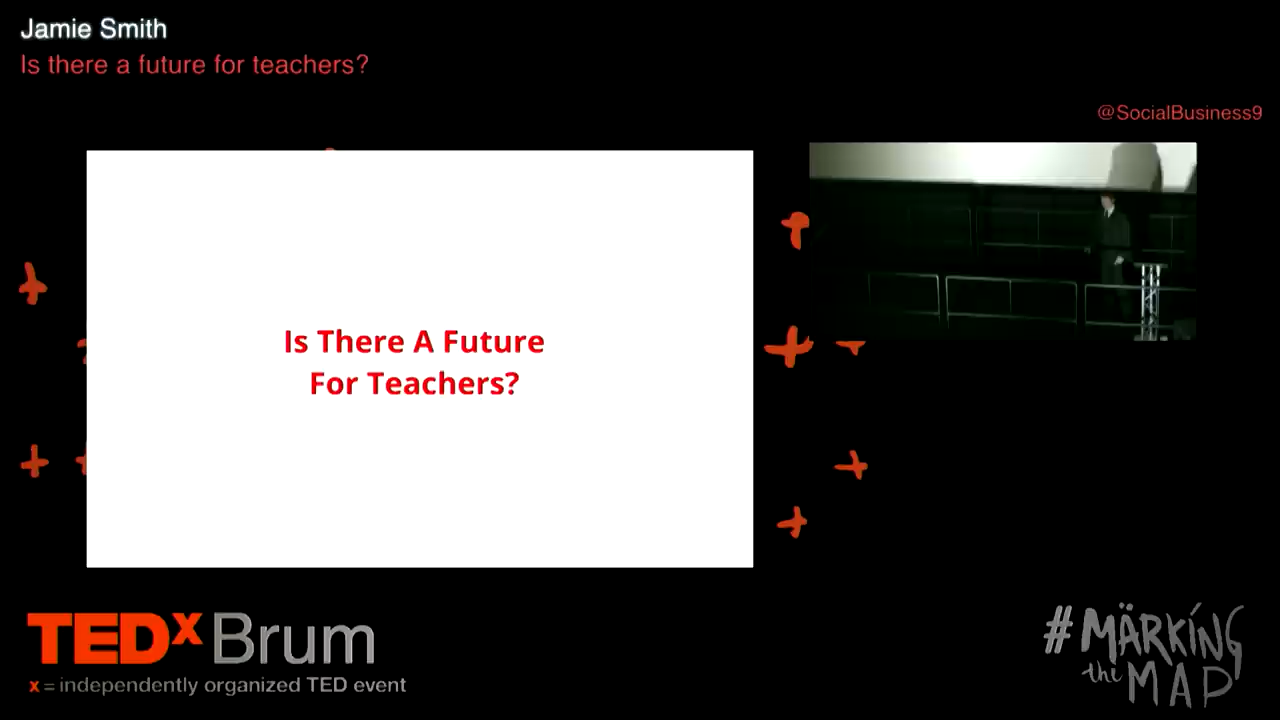 Jamie Smith
Is there a future for teachers?
@SocialBusiness9
Is There A Future
For Teachers?
TEDx Brum
x = independently organized TED event
#MÄRKÍNG
the MAP